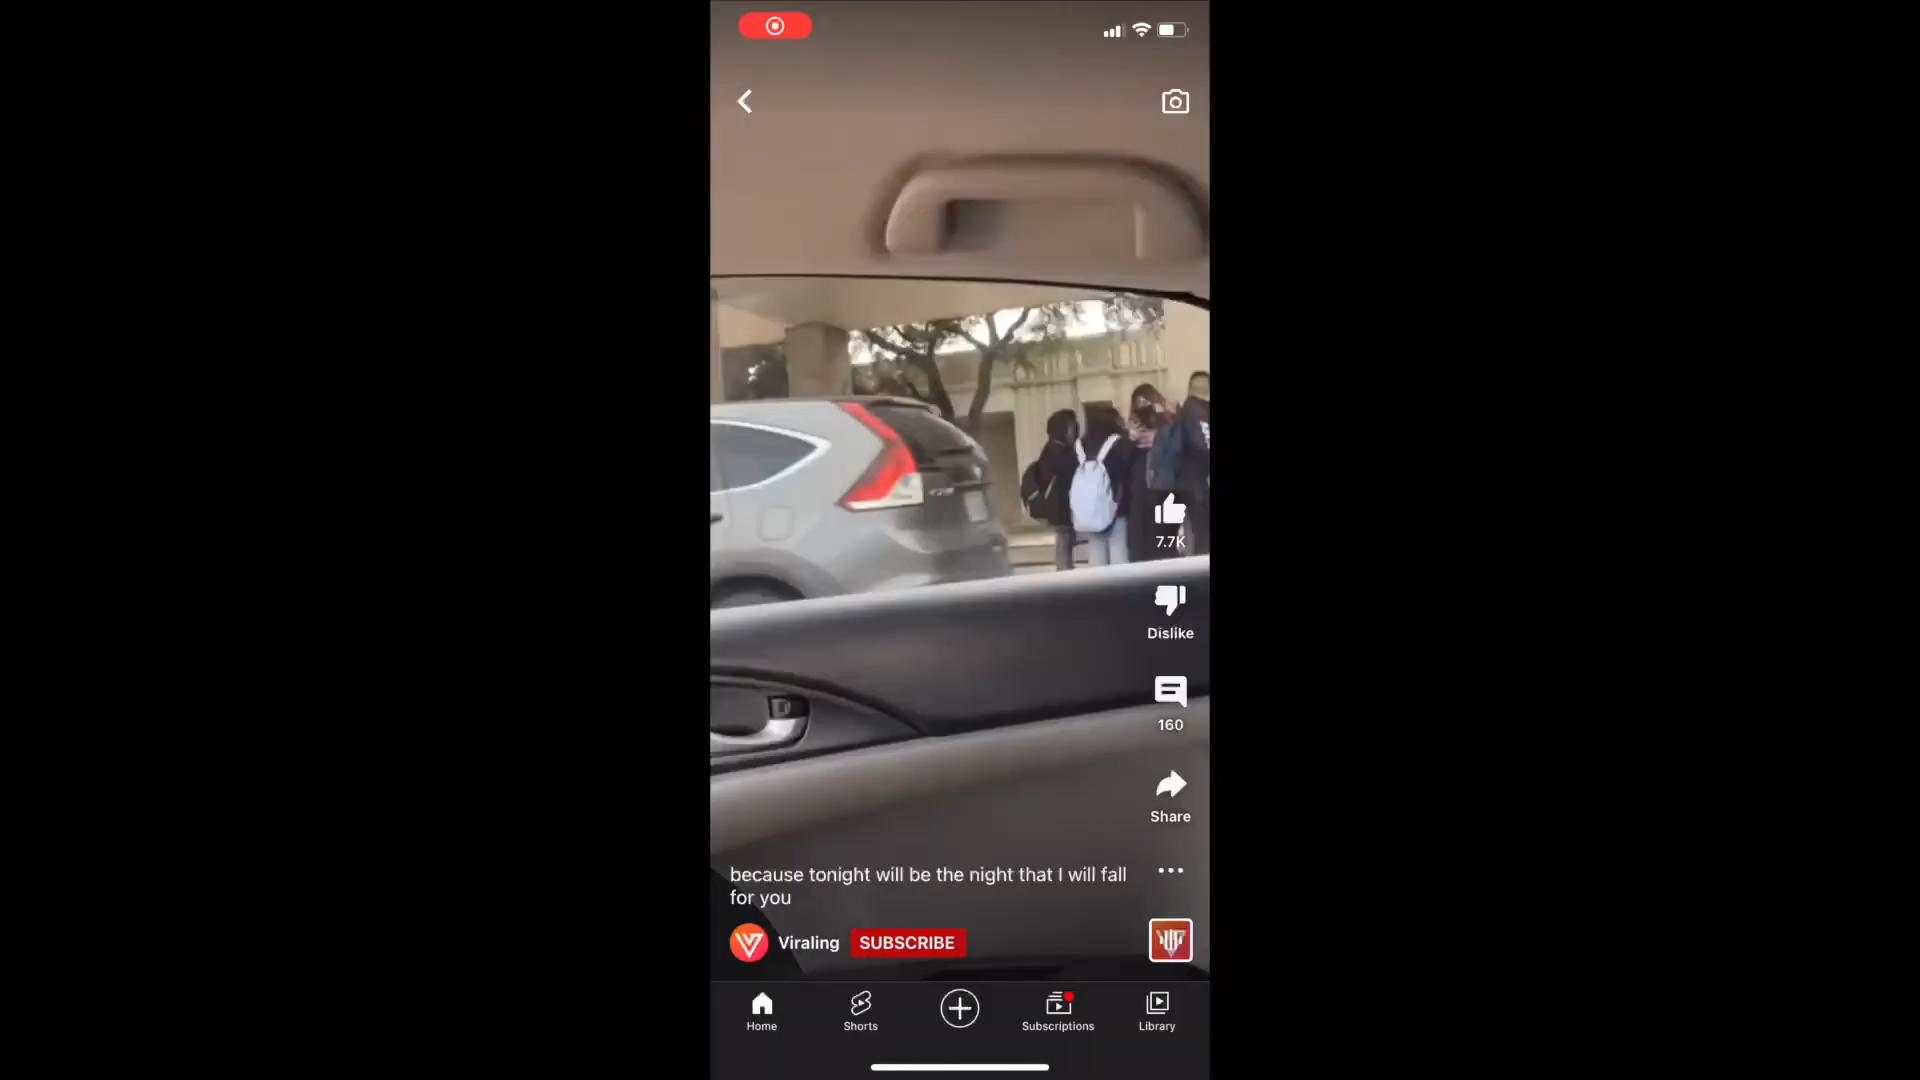 7.7K
Dislike
160
Share
because tonight will be the night that I will fall
for you
Viraling
SUBSCRIBE
Home
Shorts
Subscriptions
Library